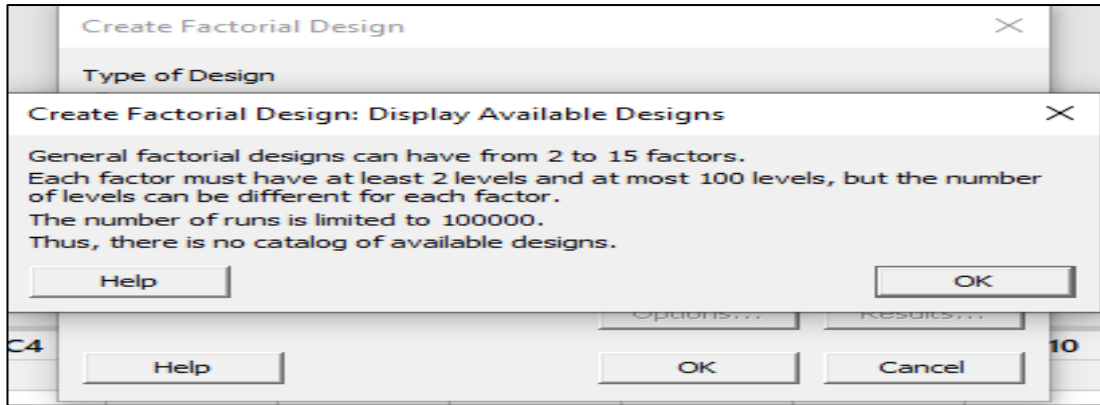 Create Factorial Design
Type of Design
Create Factorial Design: Display Available Designs
General factorial designs can have from 2 to 15 factors.
Each factor must have at least 2 levels and at most 100 levels, but the number
of levels can be different for each factor.
The number of runs is limited to 100000.
Thus, there is no catalog of available designs.
Help OK
Options... Results...
C4 10
Help OK Cancel